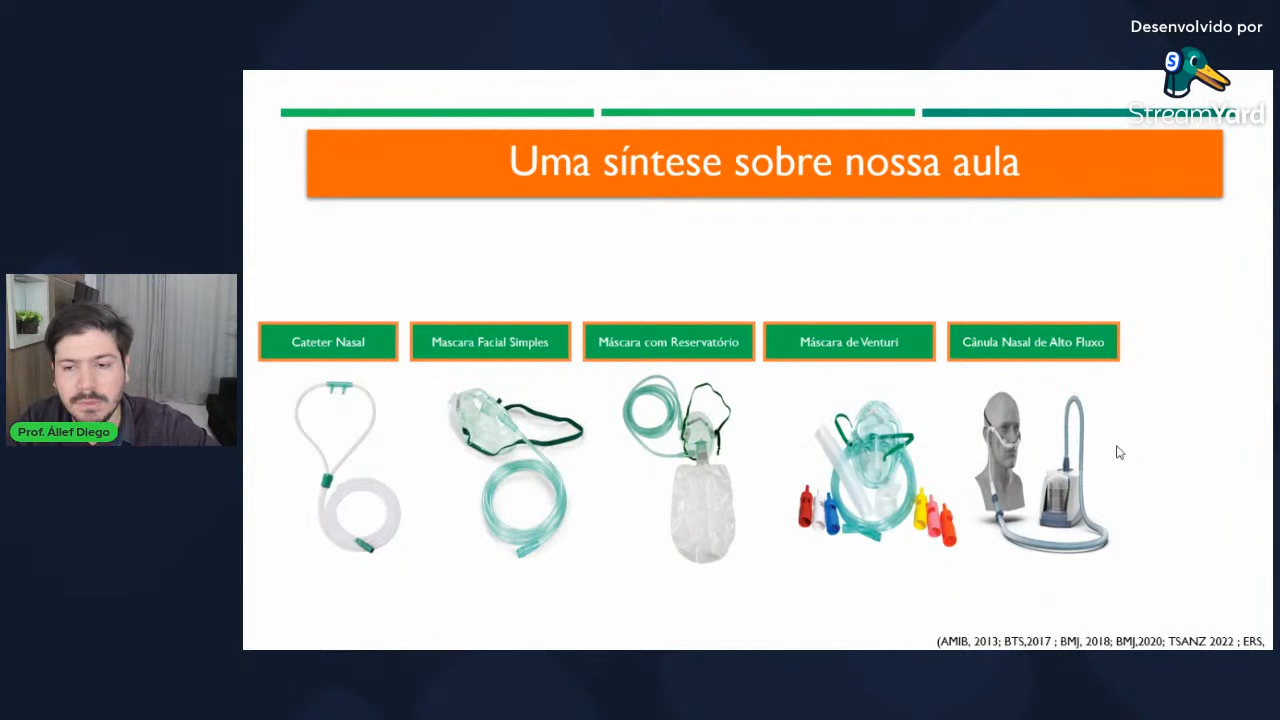 Desenvolvido por
S
StreamYard
Uma síntese sobre nossa aula
Cateter Nasal
Mascara Facial Simples
Máscara com Reservatório
Máscara de Venturi
Cânula Nasal de Alto Fluxo
Prof. Állef Diego
(AMIB, 2013; BTS,2017 ; BMJ, 2018; BMJ,2020; TSANZ 2022 ; ERS,